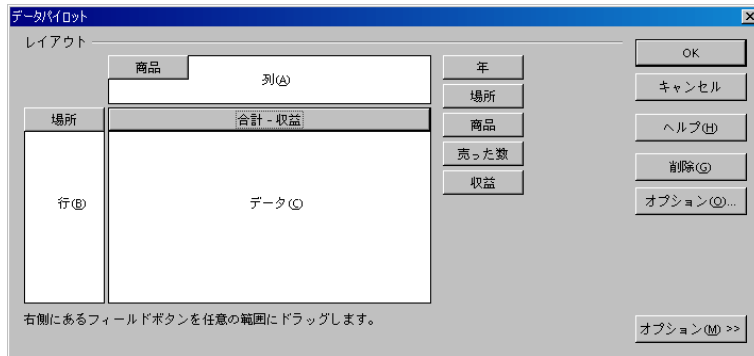 データパイロット
レイアウト
商品
列(A)
場所
合計 - 収益
行(B)
データ(C)
年
場所
商品
売った数
収益
OK
キャンセル
ヘルプ(H)
削除(G)
オプション(O)...
右側にあるフィールドボタンを任意の範囲にドラッグします。
オプション(M) >>